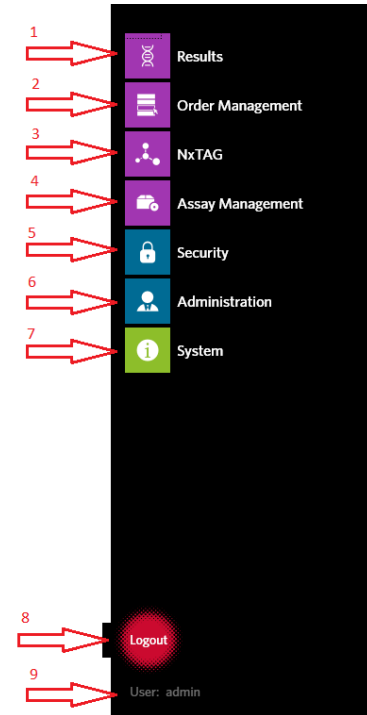 1
Results
2
Order Management
3
NxTAG
4
Assay Management
5
Security
6
Administration
7
System
8
Logout
9
User: admin